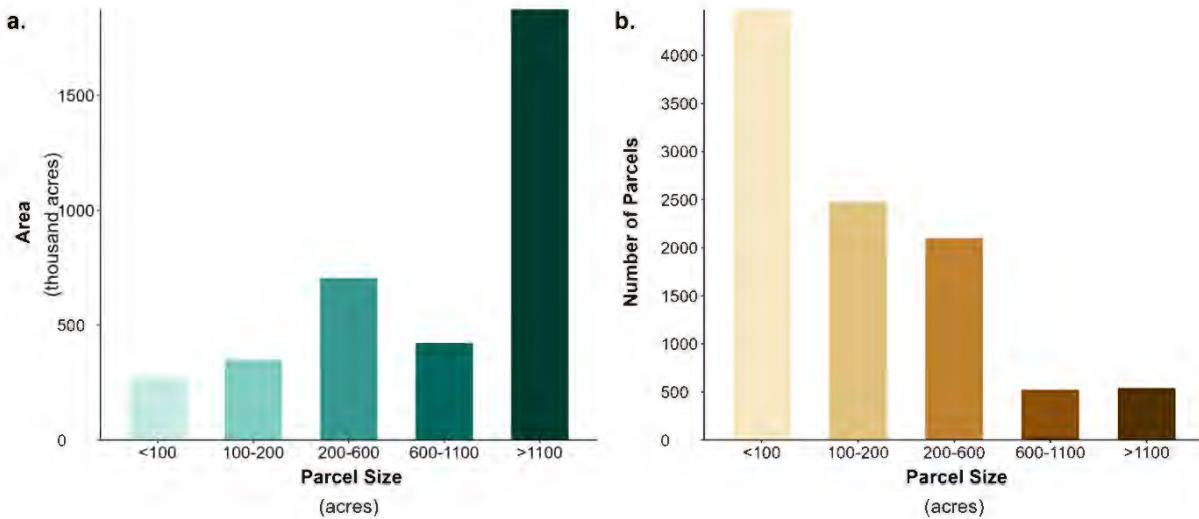 a.
Area
(thousand acres)
1500
1000
500
0
<100 100-200 200-600 600-1100 >1100
Parcel Size
(acres)
b.
Number of Parcels
4000
3500
3000
2500
2000
1500
1000
500
0
<100 100-200 200-600 600-1100 >1100
Parcel Size
(acres)